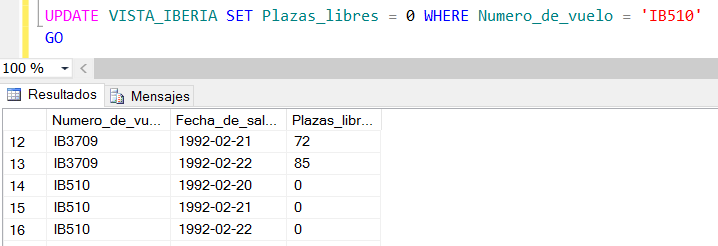 UPDATE VISTA_IBERIA SET Plazas_libres = 0 WHERE Numero_de_vuelo = 'IB510'
GO
100 %
Resultados Mensajes
Numero_de_vu... Fecha_de_sal... Plazas_libr...
12 IB3709 1992-02-21 72
13 IB3709 1992-02-22 85
14 IB510 1992-02-20 0
15 IB510 1992-02-21 0
16 IB510 1992-02-22 0